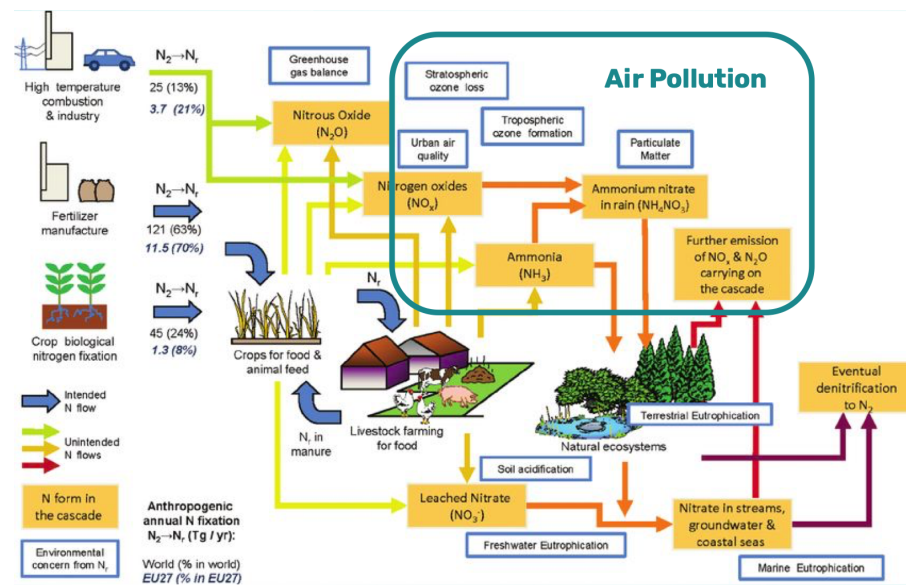 Air Pollution
Greenhouse
gas balance
Stratospheric
ozone loss
Tropospheric
ozone formation
Urban air
quality
Particulate
Matter
N₂→Nᵣ
25 (13%)
3.7 (21%)
High temperature
combustion
& industry
Nitrous Oxide
(N₂O)
Nitrogen oxides
(NOₓ)
Ammonium nitrate
in rain (NH₄NO₃)
Ammonia
(NH₃)
Further emission
of NOₓ & N₂O
carrying on
the cascade
Fertilizer
manufacture
N₂→Nᵣ
121 (63%)
11.5 (70%)
Crop biological
nitrogen fixation
N₂→Nᵣ
45 (24%)
1.3 (8%)
Nᵣ
Crops for food &
animal feed
Nᵣ in
manure
Livestock farming
for food
Natural ecosystems
Terrestrial Eutrophication
Eventual
denitrification
to N₂
Soil acidification
Leached Nitrate
(NO₃⁻)
Freshwater Eutrophication
Nitrate in streams,
groundwater &
coastal seas
Marine Eutrophication
Intended
N flow
Unintended
N flows
N form in
the cascade
Environmental
concern from Nᵣ
Anthropogenic
annual N fixation
N₂→Nᵣ (Tg / yr):
World (% in world)
EU27 (% in EU27)